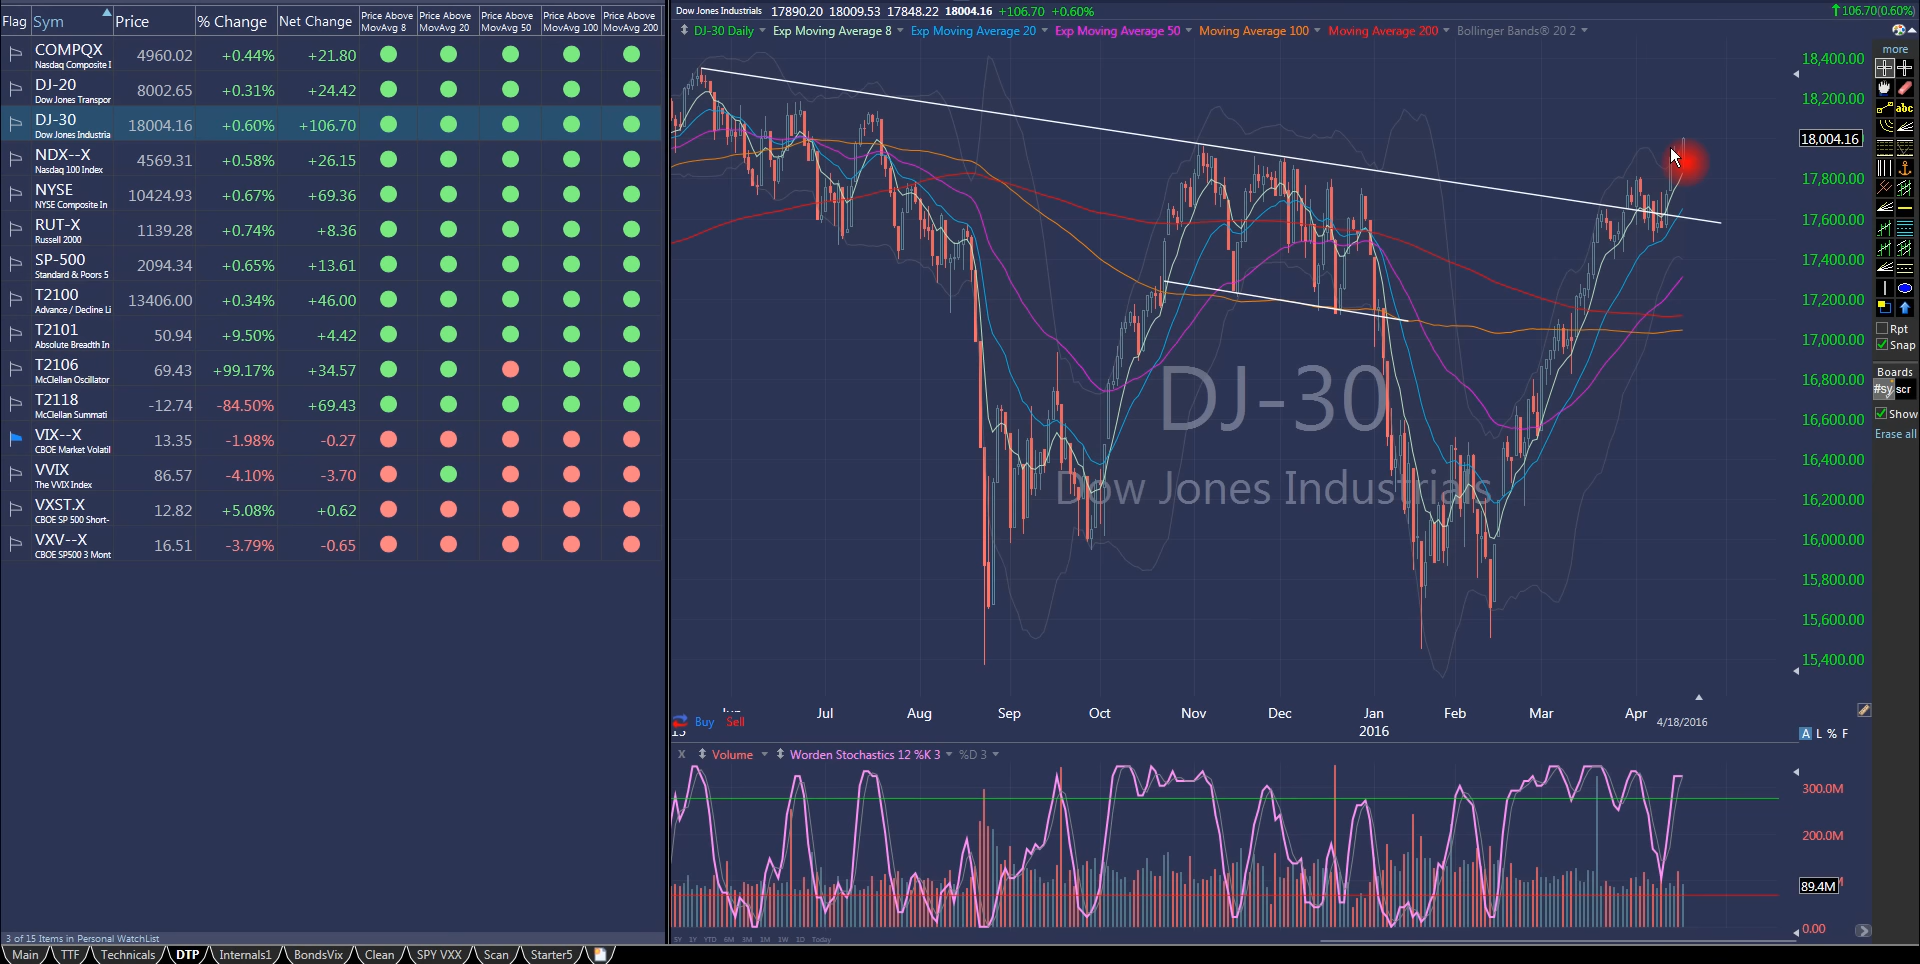 Flag Sym Price % Change Net Change Price Above MovAvg 8 Price Above MovAvg 20 Price Above MovAvg 50 Price Above MovAvg 100 Price Above MovAvg 200
COMPQX 4960.02 +0.44% +21.80
Nasdaq Composite I
DJ-20 8002.65 +0.31% +24.42
Dow Jones Transpor
DJ-30 18004.16 +0.60% +106.70
Dow Jones Industria
NDX--X 4569.31 +0.58% +26.15
Nasdaq 100 Index
NYSE 10424.93 +0.67% +69.36
NYSE Composite In
RUT-X 1139.28 +0.74% +8.36
Russell 2000
SP-500 2094.34 +0.65% +13.61
Standard & Poors 5
T2100 13406.00 +0.34% +46.00
Advance / Decline Li
T2101 50.94 +9.50% +4.42
Absolute Breadth In
T2106 69.43 +99.17% +34.57
McClellan Oscillator
T2118 -12.74 -84.50% +69.43
McClellan Summati
VIX--X 13.35 -1.98% -0.27
CBOE Market Volatil
VVIX 86.57 -4.10% -3.70
The VVIX Index
VXST.X 12.82 +5.08% +0.62
CBOE SP 500 Short-
VXV--X 16.51 -3.79% -0.65
CBOE SP500 3 Mont
3 of 15 Items in Personal WatchList
Main TTF Technicals DTP Internals1 BondsVix Clean SPY VXX Scan Starter5
Dow Jones Industrials 17890.20 18009.53 17848.22 18004.16 +106.70 +0.60%
106.70(0.60%)
DJ-30 Daily Exp Moving Average 8 Exp Moving Average 20 Exp Moving Average 50 Moving Average 100 Moving Average 200 Bollinger Bands® 20 2
18,400.00
18,200.00
18,004.16
17,800.00
17,600.00
17,400.00
17,200.00
17,000.00
16,800.00
16,600.00
16,400.00
16,200.00
16,000.00
15,800.00
15,600.00
15,400.00
DJ-30
Dow Jones Industrials
Jul Aug Sep Oct Nov Dec Jan Feb Mar Apr
2016
4/18/2016
Buy Sell
A L % F
X Volume Worden Stochastics 12 %K 3 %D 3
300.0M
200.0M
89.4M
0.00
5Y 1Y YTD 6M 3M 1M 1W 1D Today
more
abc
Rpt
Snap
Boards
#sy scr
Show
Erase all